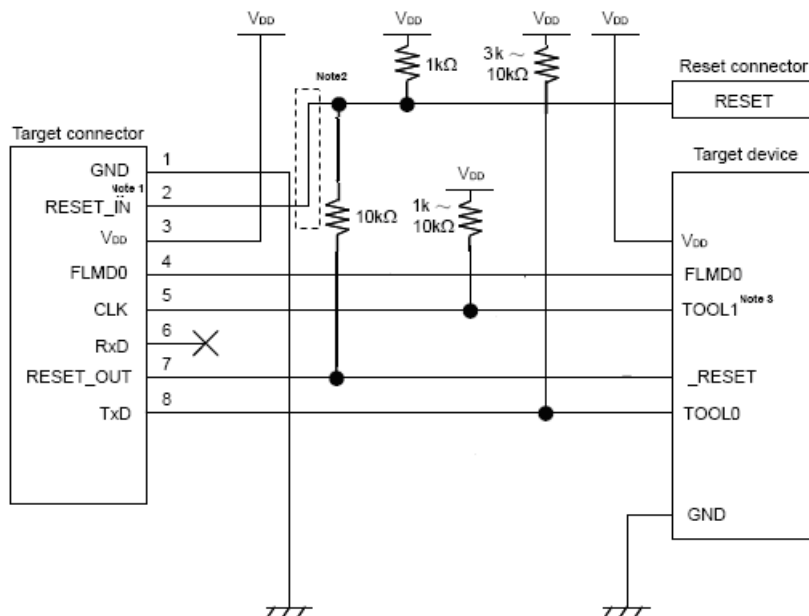 VDD VDD VDD VDD
3k ~
10kΩ
1kΩ
Note2
Reset connector
RESET
Target connector
Target device
GND 1
Note 1
RESET_IN 2
VDD 3
FLMD0 4
CLK 5
RxD 6
RESET_OUT 7
TxD 8
10kΩ
VDD
1k ~
10kΩ
VDD
FLMD0
TOOL1 Note 3
_RESET
TOOL0
GND